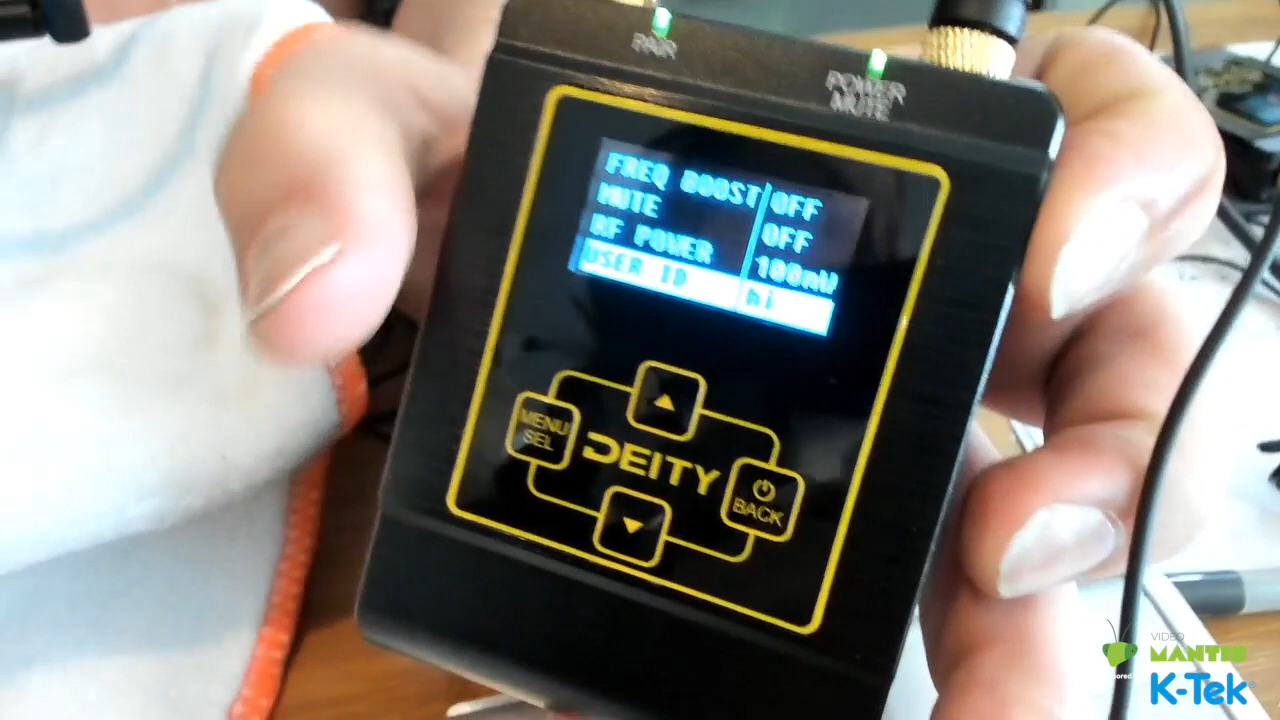 PAIR
POWER
MUTE
FREQ BOOST OFF
MUTE OFF
RF POWER 100mW
USER ID hi
MENU
SEL
DEITY
BACK
VIDEO
MANTIS
K-Tek